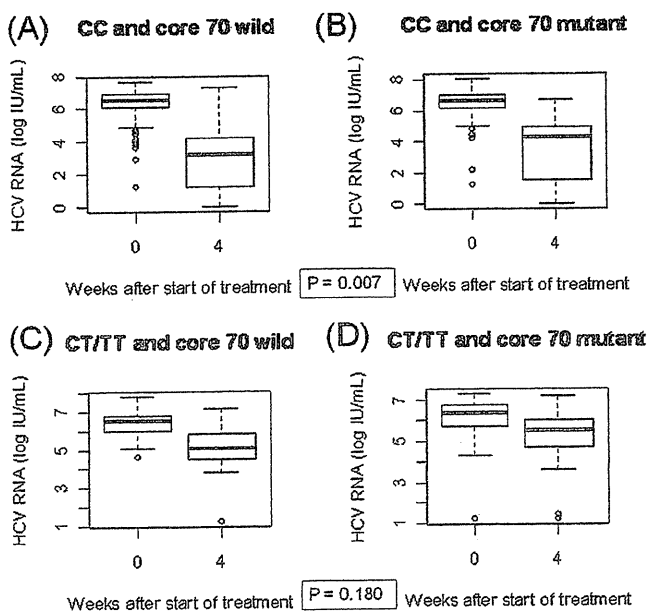 (A) CC and core 70 wild
HCV RNA (log IU/mL)
8
6
4
2
0
0 4
Weeks after start of treatment
(B) CC and core 70 mutant
HCV RNA (log IU/mL)
8
6
4
2
0
0 4
Weeks after start of treatment
P = 0.007
(C) CT/TT and core 70 wild
HCV RNA (log IU/mL)
7
5
3
1
0 4
Weeks after start of treatment
(D) CT/TT and core 70 mutant
HCV RNA (log IU/mL)
7
5
3
1
0 4
Weeks after start of treatment
P = 0.180